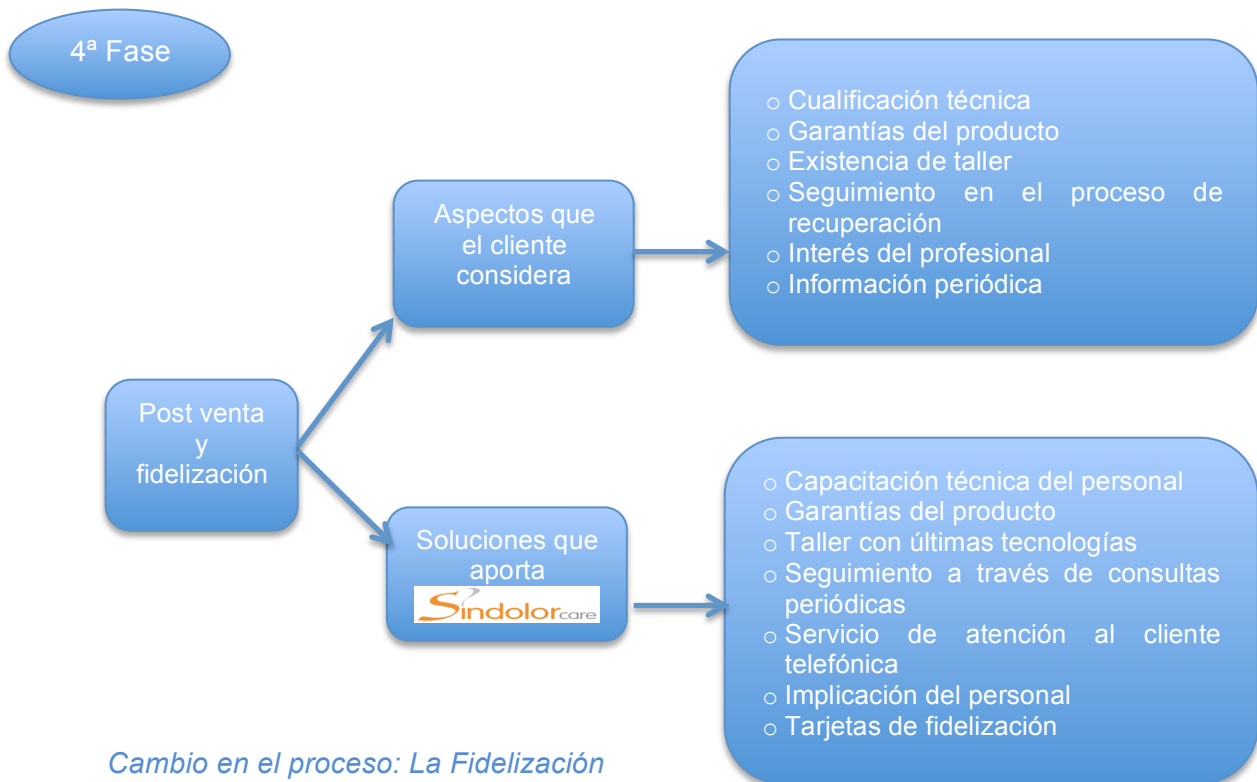 4ª Fase
o Cualificación técnica
o Garantías del producto
o Existencia de taller
o Seguimiento en el proceso de
recuperación
o Interés del profesional
o Información periódica
Aspectos que
el cliente
considera
Post venta
y
fidelización
Soluciones que
aporta
Sindolorcare
o Capacitación técnica del personal
o Garantías del producto
o Taller con últimas tecnologías
o Seguimiento a través de consultas
periódicas
o Servicio de atención al cliente
telefónica
o Implicación del personal
o Tarjetas de fidelización
Cambio en el proceso: La Fidelización